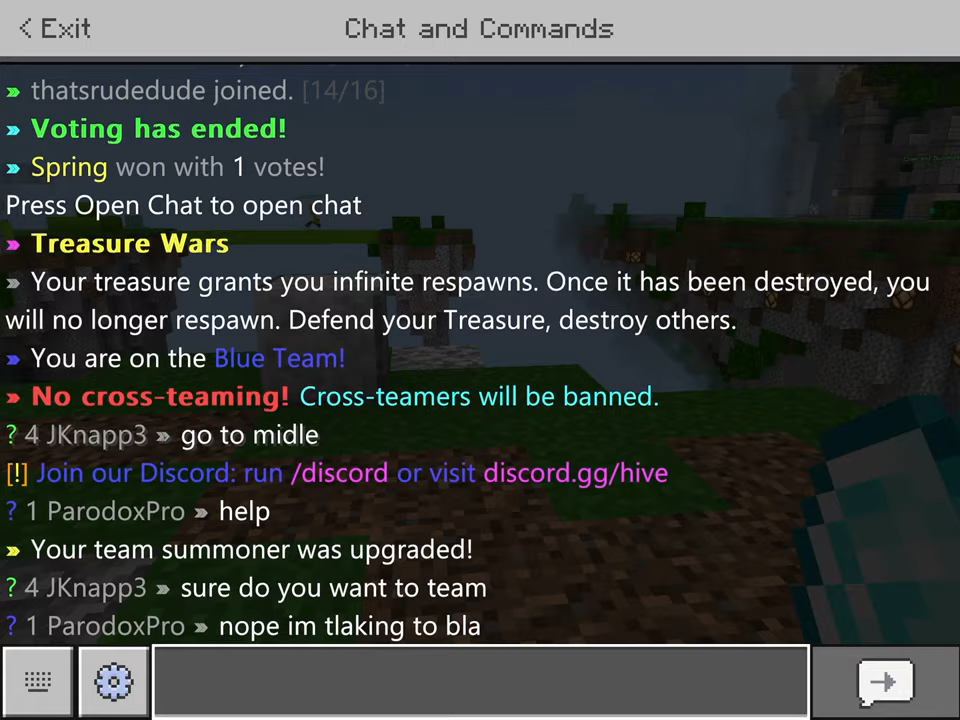 < Exit
Chat and Commands
» thatsrudedude joined. [14/16]
» Voting has ended!
» Spring won with 1 votes!
Press Open Chat to open chat
» Treasure Wars
» Your treasure grants you infinite respawns. Once it has been destroyed, you
will no longer respawn. Defend your Treasure, destroy others.
» You are on the Blue Team!
» No cross-teaming! Cross-teamers will be banned.
? 4 JKnapp3 » go to midle
[!] Join our Discord: run /discord or visit discord.gg/hive
? 1 ParodoxPro » help
» Your team summoner was upgraded!
? 4 JKnapp3 » sure do you want to team
? 1 ParodoxPro » nope im tlaking to bla